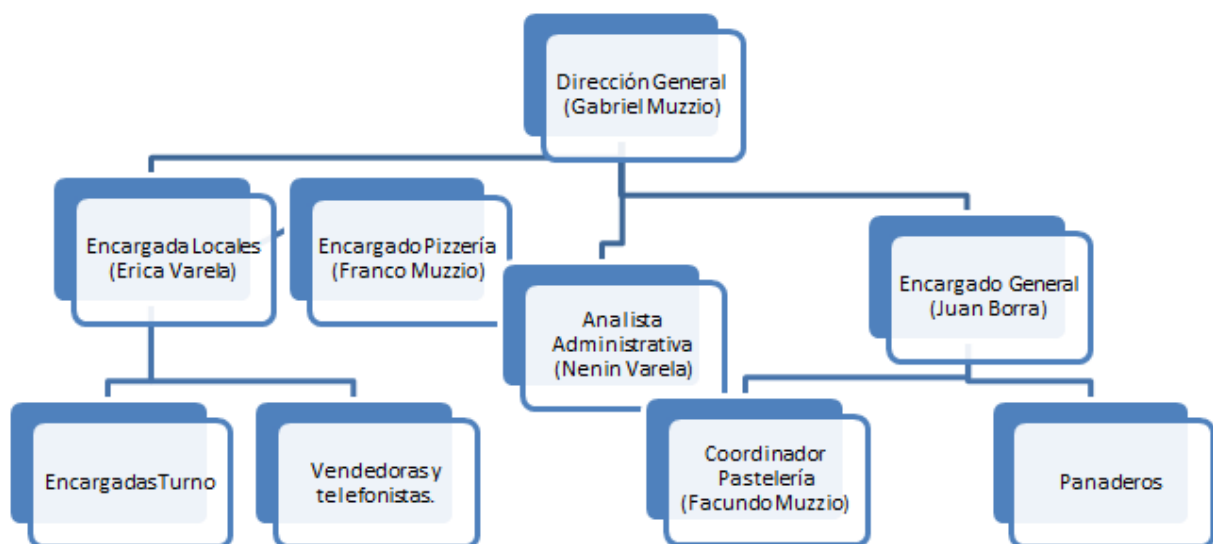 Dirección General
(Gabriel Muzzio)
Encargada Locales
(Erica Varela)
Encargado Pizzería
(Franco Muzzio)
Analista
Administrativa
(Nenin Varela)
Encargado General
(Juan Borra)
Encargadas Turno
Vendedoras y
telefonistas.
Coordinador
Pastelería
(Facundo Muzzio)
Panaderos